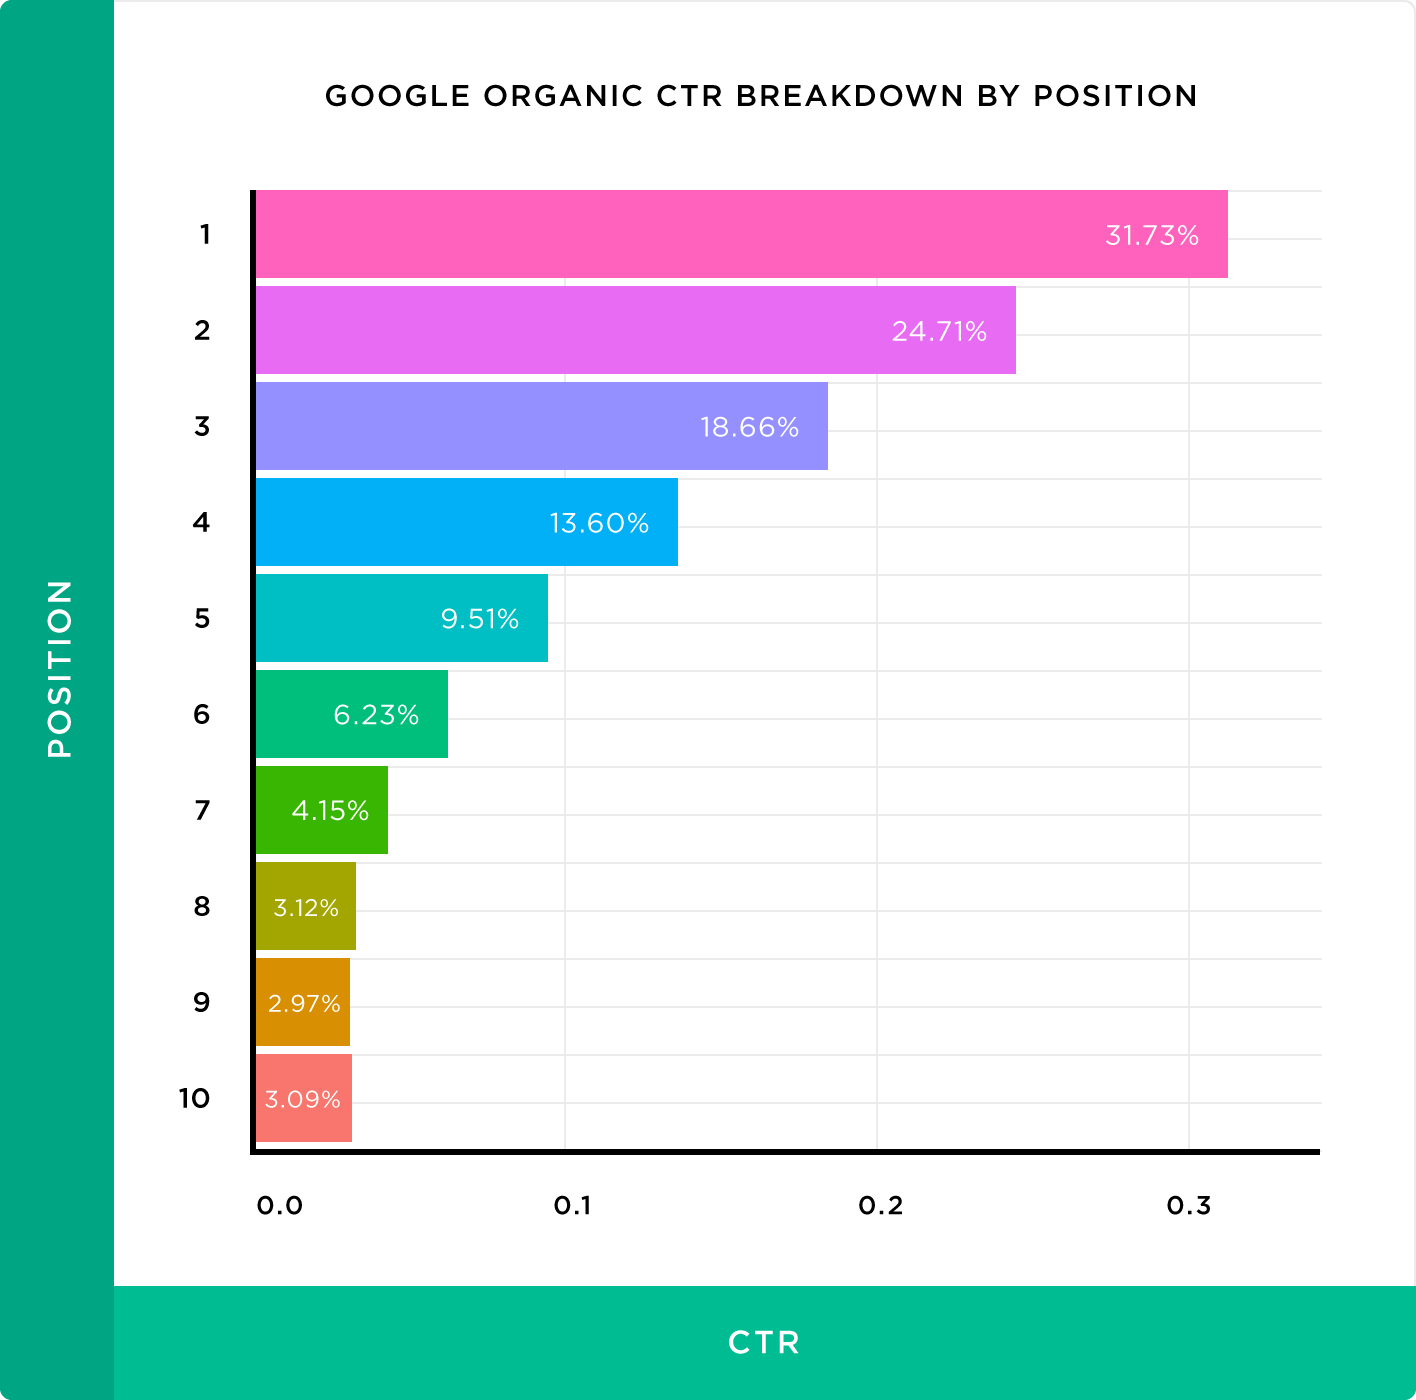 GOOGLE ORGANIC CTR BREAKDOWN BY POSITION
POSITION
1 31.73%
2 24.71%
3 18.66%
4 13.60%
5 9.51%
6 6.23%
7 4.15%
8 3.12%
9 2.97%
10 3.09%
0.0 0.1 0.2 0.3
CTR